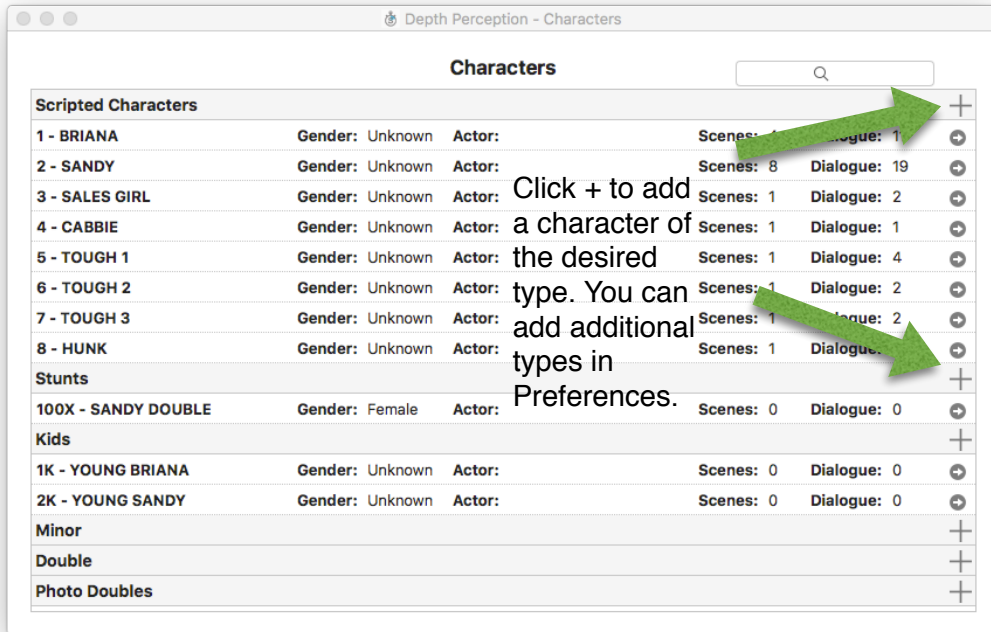 Depth Perception - Characters
Characters
Scripted Characters
1 - BRIANA Gender: Unknown Actor: Scenes:
2 - SANDY Gender: Unknown Actor: Scenes: 8 Dialogue: 19
3 - SALES GIRL Gender: Unknown Actor: Scenes: 1 Dialogue: 2
4 - CABBIE Gender: Unknown Actor: Scenes: 1 Dialogue: 1
5 - TOUGH 1 Gender: Unknown Actor: Scenes: 1 Dialogue: 4
6 - TOUGH 2 Gender: Unknown Actor: Scenes: 1 Dialogue: 2
7 - TOUGH 3 Gender: Unknown Actor: Scenes: 1 Dialogue: 2
8 - HUNK Gender: Unknown Actor: Scenes: 1 Dialogue:
Click + to add
a character of
the desired
type. You can
add additional
types in
Preferences.
Stunts
100X - SANDY DOUBLE Gender: Female Actor: Scenes: 0 Dialogue: 0
Kids
1K - YOUNG BRIANA Gender: Unknown Actor: Scenes: 0 Dialogue: 0
2K - YOUNG SANDY Gender: Unknown Actor: Scenes: 0 Dialogue: 0
Minor
Double
Photo Doubles